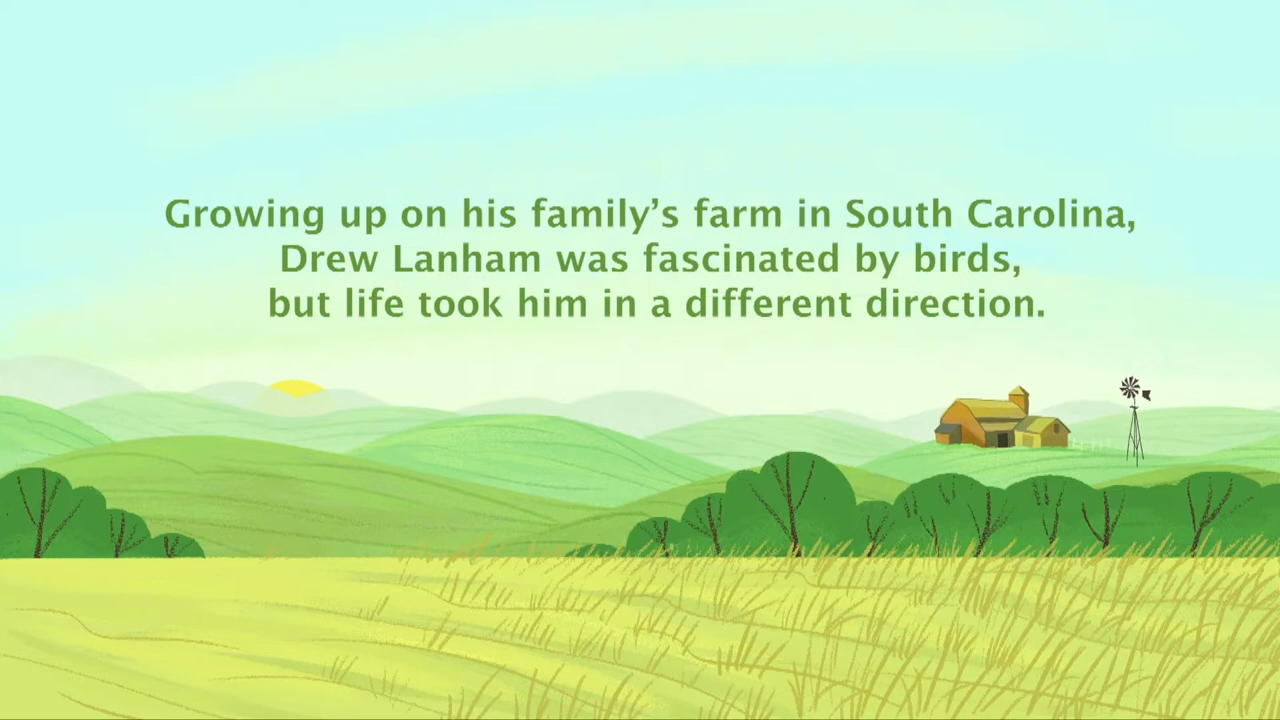 Growing up on his family’s farm in South Carolina,
Drew Lanham was fascinated by birds,
but life took him in a different direction.